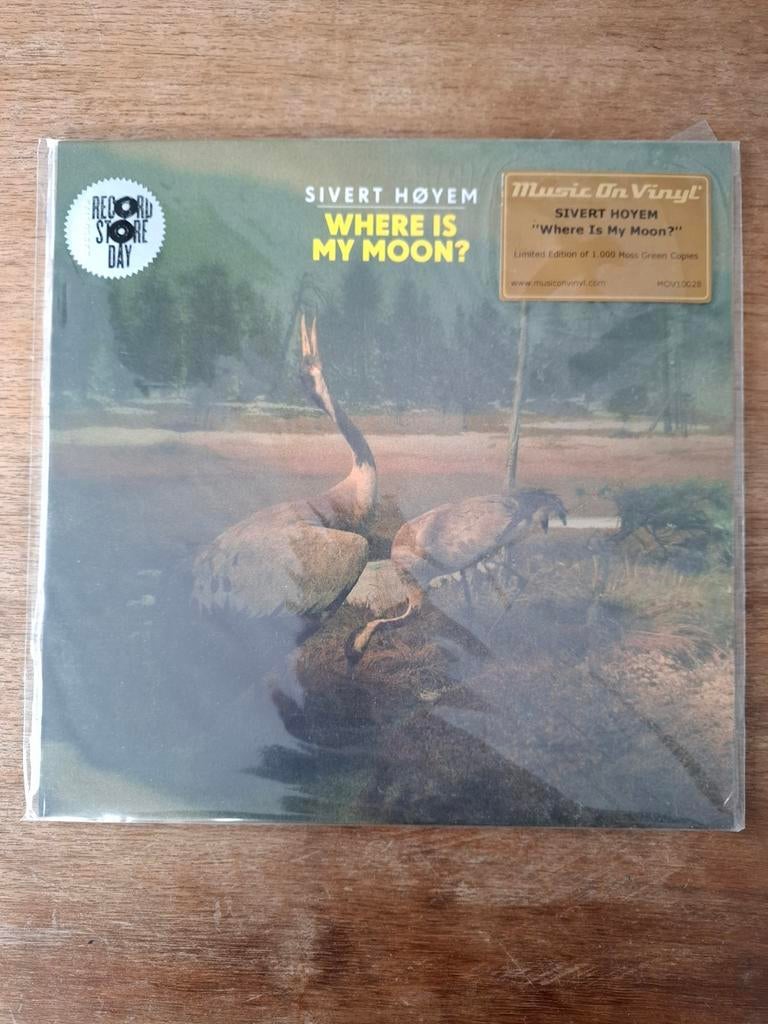 RECORD
STORE
DAY
SIVERT HØYEM
WHERE IS
MY MOON?
Music On Vinyl
SIVERT HOYEM
"Where Is My Moon?"
Limited Edition of 1.000 Moss Green Copies
www.musiconvinyl.com MOV10028